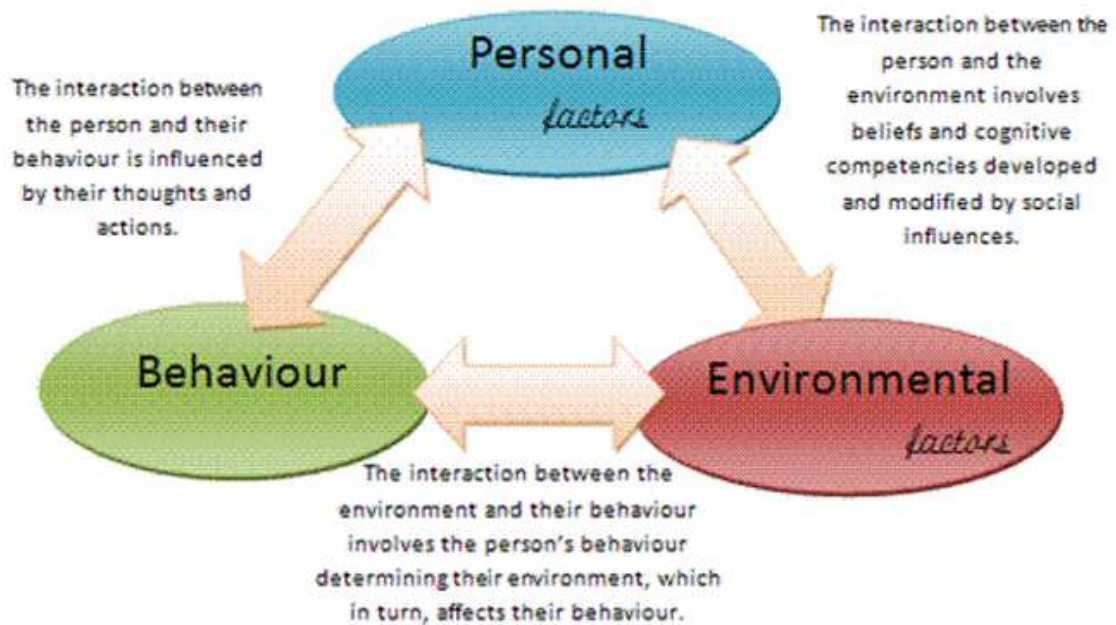 Personal
factors
The interaction between
the person and their
behaviour is influenced
by their thoughts and
actions.
The interaction between the
person and the
environment involves
beliefs and cognitive
competencies developed
and modified by social
influences.
Behaviour
Environmental
factors
The interaction between the
environment and their behaviour
involves the person's behaviour
determining their environment, which
in turn, affects their behaviour.